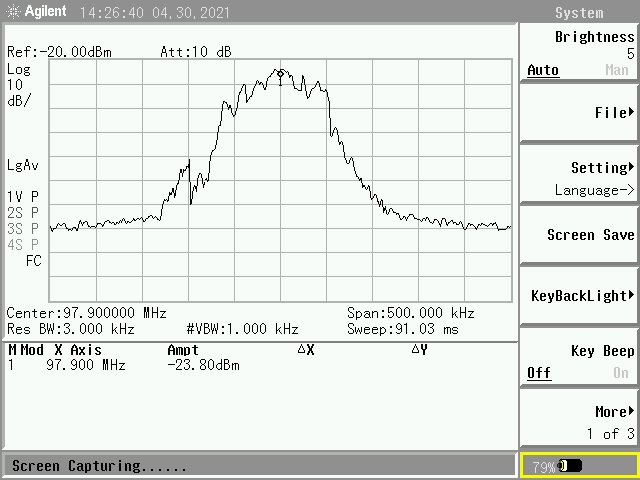 Agilent 14:26:40 04,30,2021 System
Ref:-20.00dBm Att:10 dB
Log
10
dB/
LgAv
1V P
2S P
3S P
4S P
FC
1
Center:97.900000 MHz Span:500.000 kHz
Res BW:3.000 kHz #VBW:1.000 kHz Sweep:91.03 ms
M Mod X Axis Ampt △X △Y
1 97.900 MHz -23.80dBm
Screen Capturing......
Brightness
5
Auto Man
File
Setting
Language->
Screen Save
KeyBackLight
Key Beep
Off On
More
1 of 3
79%